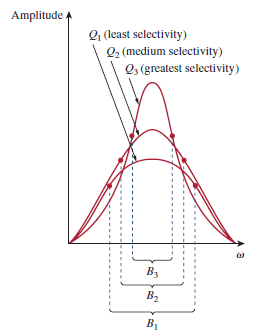 Amplitude
Q₁ (least selectivity)
Q₂ (medium selectivity)
Q₃ (greatest selectivity)
ω
B₃
B₂
B₁